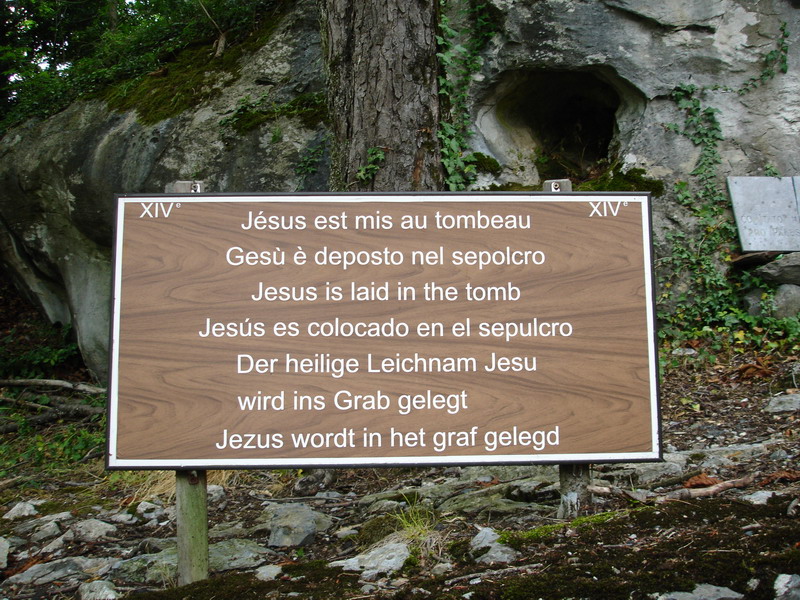 XIVe XIVe
Jésus est mis au tombeau
Gesù è deposto nel sepolcro
Jesus is laid in the tomb
Jesús es colocado en el sepulcro
Der heilige Leichnam Jesu
wird ins Grab gelegt
Jezus wordt in het graf gelegd